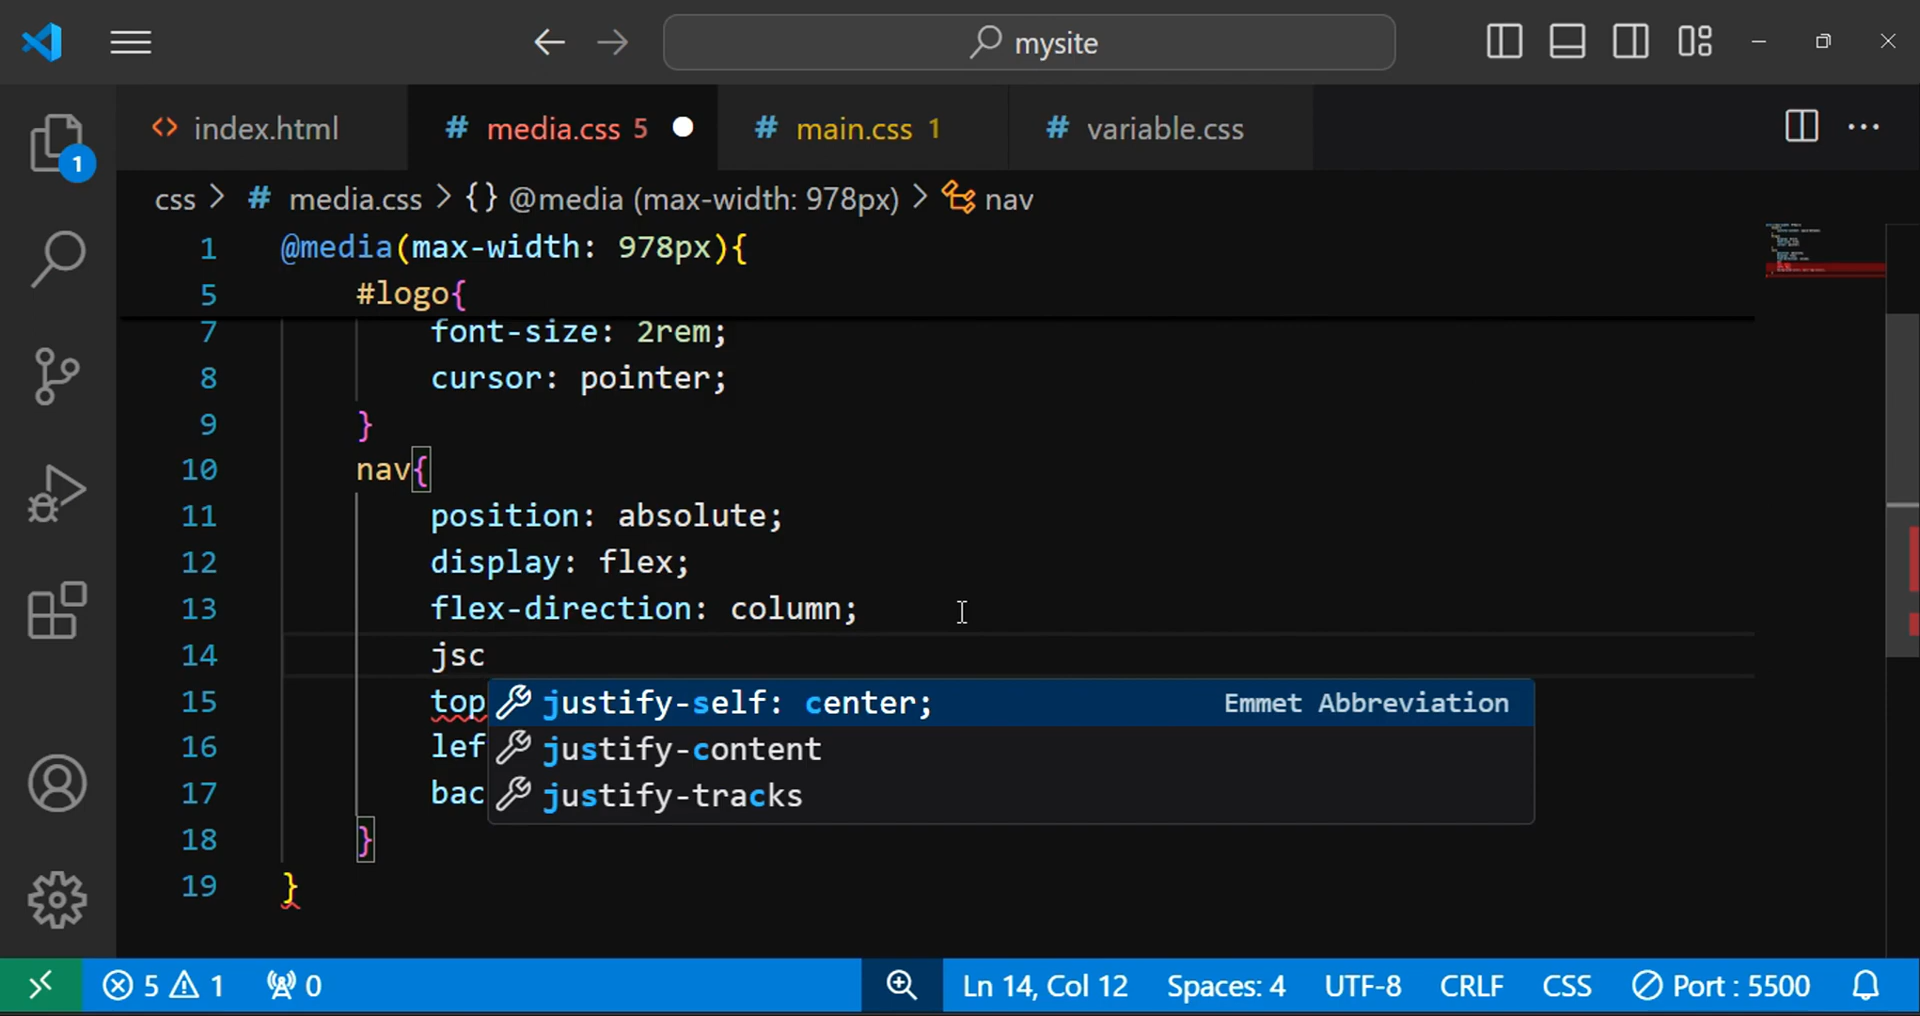 mysite
index.html
# media.css 5
# main.css 1
# variable.css
1
css > # media.css > {} @media (max-width: 978px) > nav
1 @media(max-width: 978px){
5 #logo{
7 font-size: 2rem;
8 cursor: pointer;
9 }
10 nav{
11 position: absolute;
12 display: flex;
13 flex-direction: column;
14 jsc
justify-self: center; Emmet Abbreviation
justify-content
justify-tracks
15 top
16 lef
17 bac
18 }
19 }
5 1 0 Ln 14, Col 12 Spaces: 4 UTF-8 CRLF CSS Port : 5500